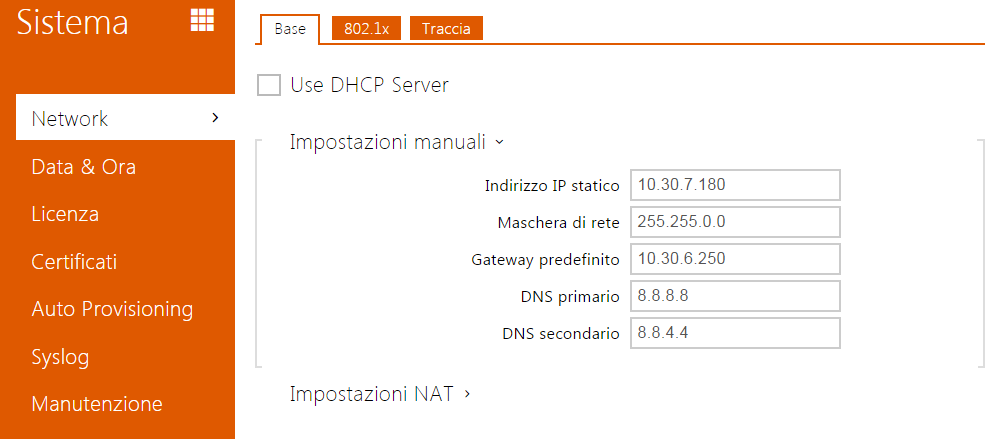 Sistema
Base
802.1x
Traccia
Use DHCP Server
Network
Data & Ora
Licenza
Certificati
Auto Provisioning
Syslog
Manutenzione
Impostazioni manuali
Indirizzo IP statico 10.30.7.180
Maschera di rete 255.255.0.0
Gateway predefinito 10.30.6.250
DNS primario 8.8.8.8
DNS secondario 8.8.4.4
Impostazioni NAT